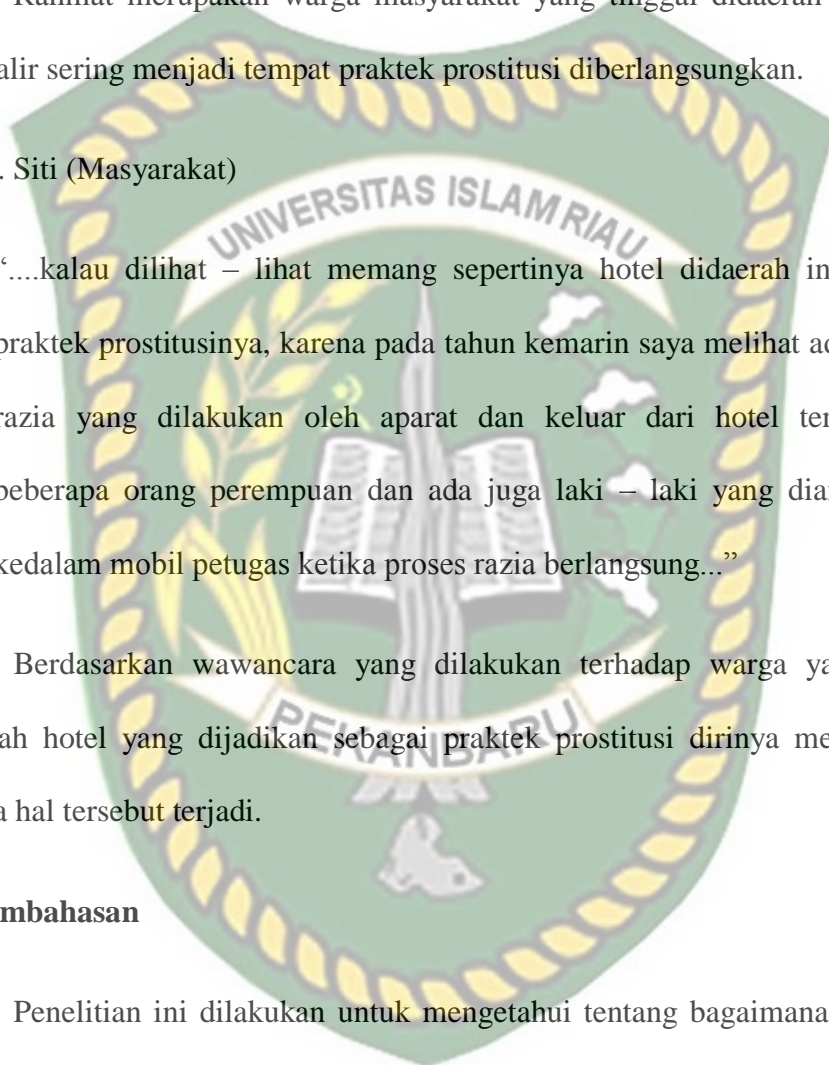 Rahmat merupakan warga masyarakat yang tinggal didaerah
alir sering menjadi tempat praktek prostitusi diberlangsungkan.
. Siti (Masyarakat)
UNIVERSITAS ISLAM RIAU
“....kalau dilihat – lihat memang sepertinya hotel didaerah in
praktek prostitusinya, karena pada tahun kemarin saya melihat ad
razia yang dilakukan oleh aparat dan keluar dari hotel ter
beberapa orang perempuan dan ada juga laki – laki yang dia
kedalam mobil petugas ketika proses razia berlangsung...”
Berdasarkan wawancara yang dilakukan terhadap warga ya
ah hotel yang dijadikan sebagai praktek prostitusi dirinya me
PEKANBARU
a hal tersebut terjadi.
mbahasan
Penelitian ini dilakukan untuk mengetahui tentang bagaimana